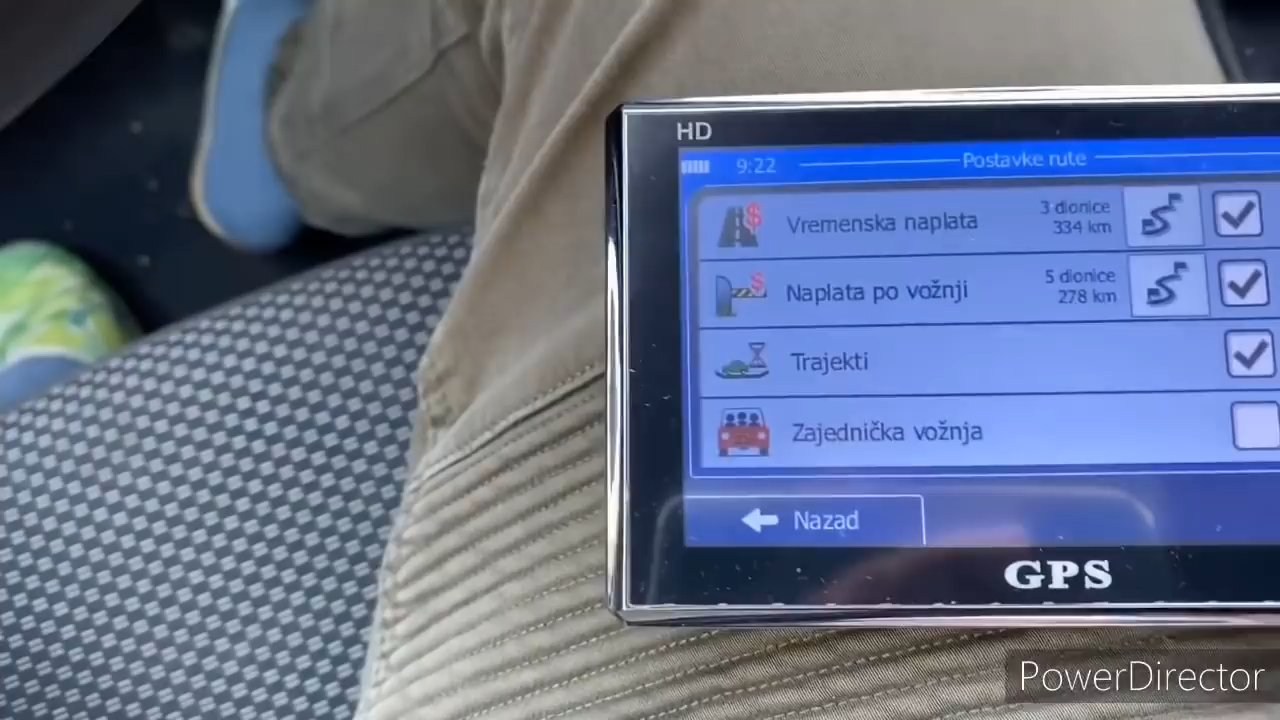 HD
9:22
Postavke rute
Vremenska naplata
3 dionice
334 km
Naplata po vožnji
5 dionice
278 km
Trajekti
Zajednička vožnja
Nazad
GPS
PowerDirector